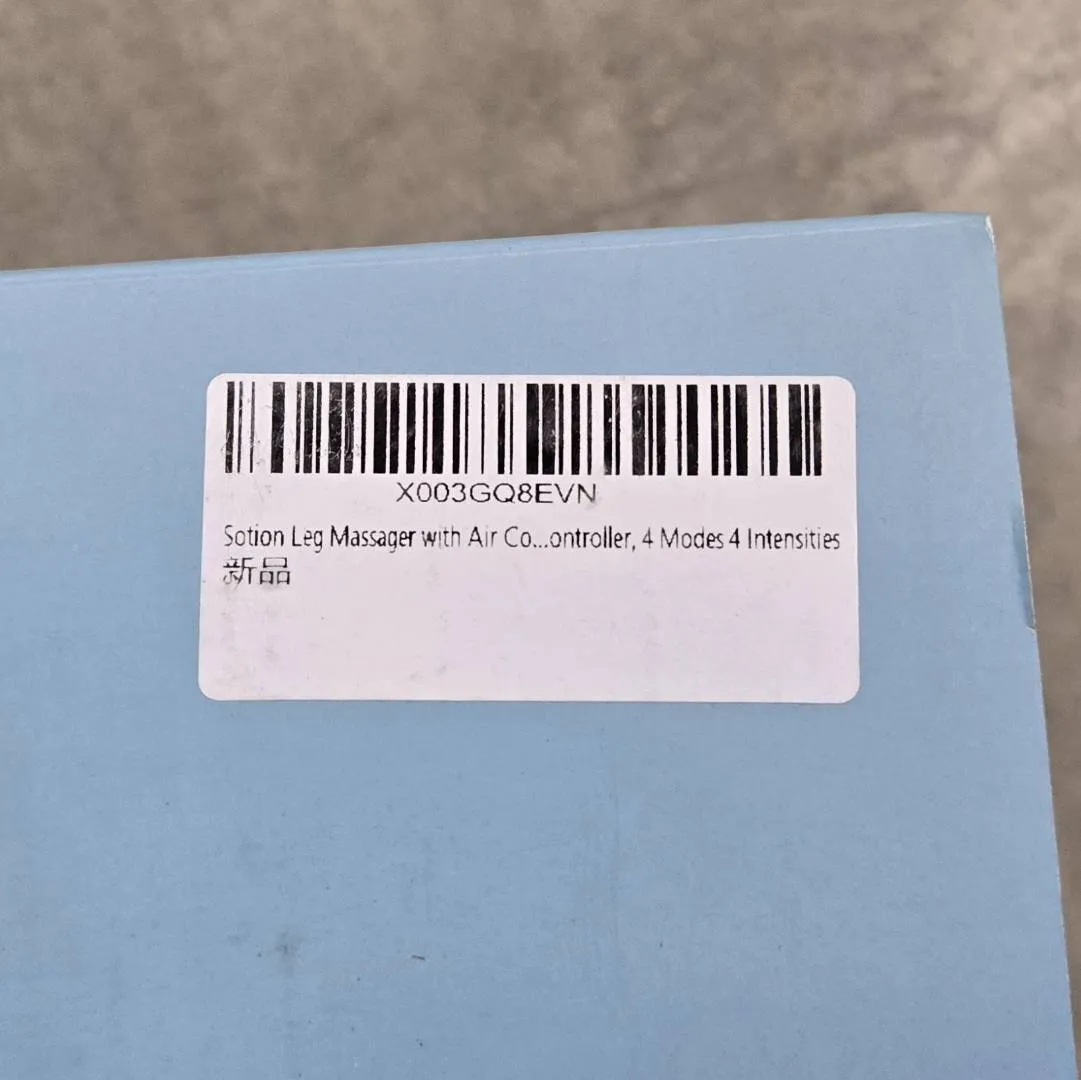 X003GQ8EVN
Sotion Leg Massager with Air Co...ontroller, 4 Modes 4 Intensities
新品